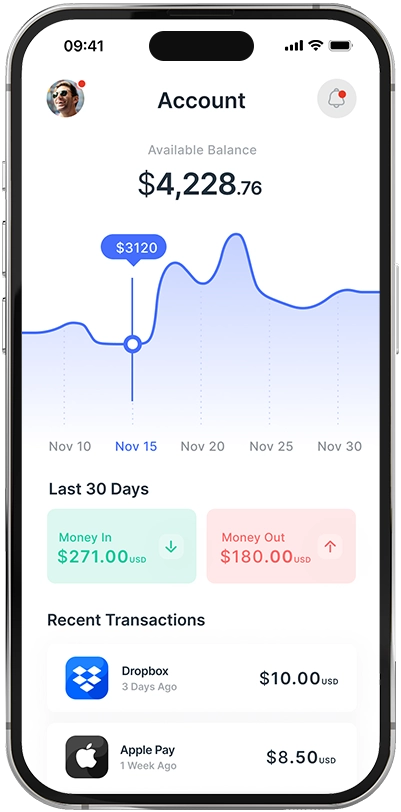 09:41
Account
Available Balance
$4,228.76
$3120
Nov 10 Nov 15 Nov 20 Nov 25 Nov 30
Last 30 Days
Money In Money Out
$271.00USD $180.00USD
Recent Transactions
Dropbox
3 Days Ago
$10.00USD
Apple Pay
1 Week Ago
$8.50USD